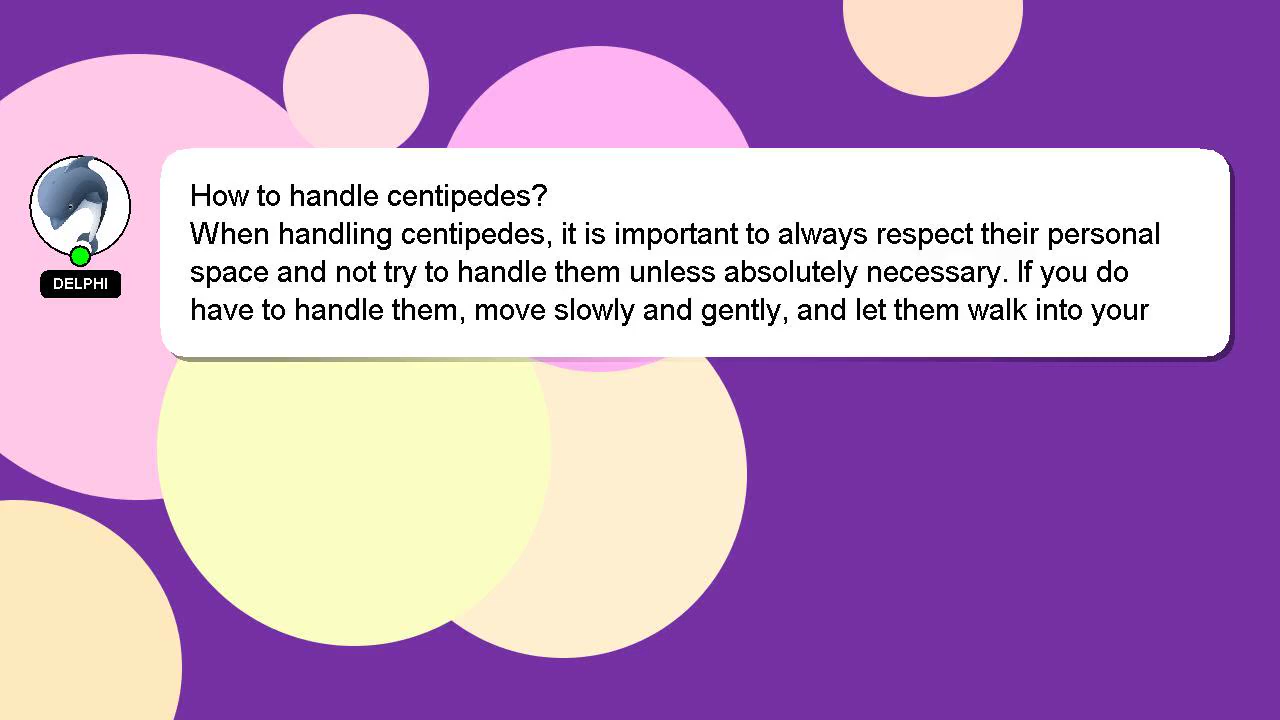 How to handle centipedes?
When handling centipedes, it is important to always respect their personal
space and not try to handle them unless absolutely necessary. If you do
have to handle them, move slowly and gently, and let them walk into your
DELPHI